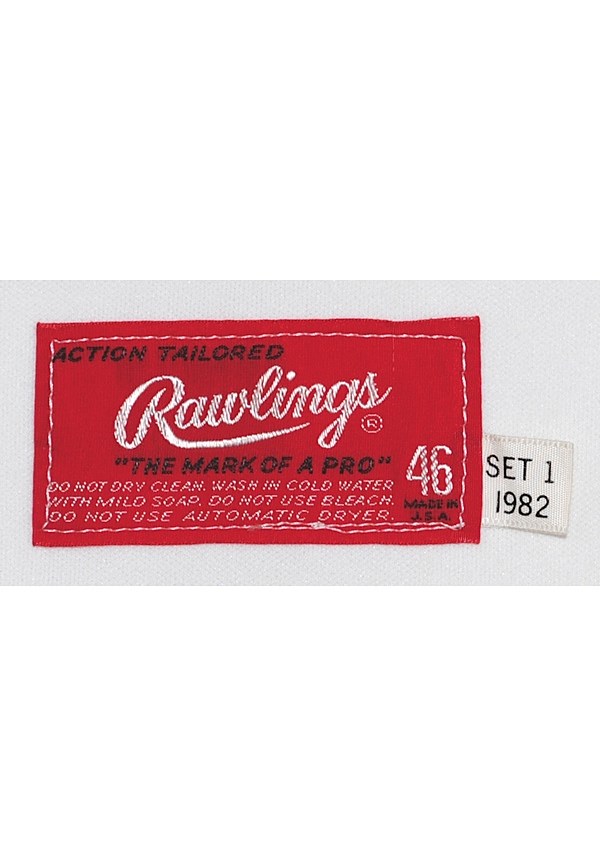 ACTION TAILORED
Rawlings ®
"THE MARK OF A PRO"
46
DO NOT DRY CLEAN. WASH IN COLD WATER
WITH MILD SOAP. DO NOT USE BLEACH.
DO NOT USE AUTOMATIC DRYER.
MADE IN
U.S.A.
SET 1
1982